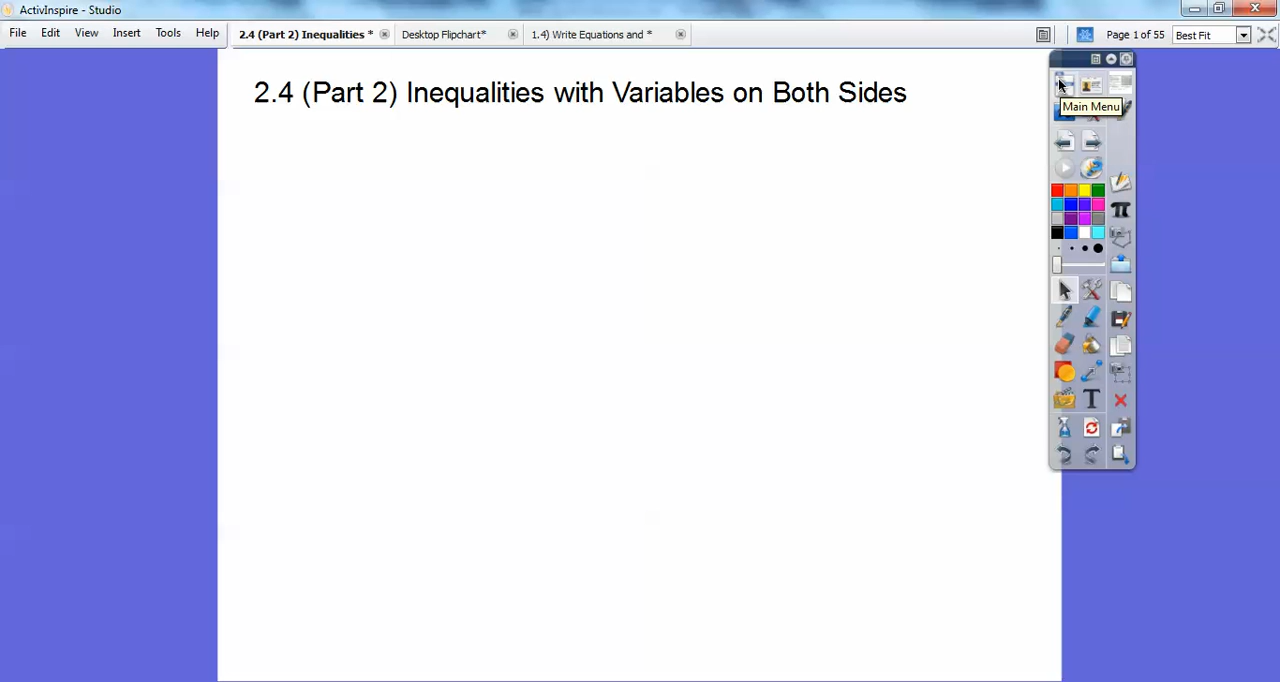 ActivInspire - Studio
File Edit View Insert Tools Help
2.4 (Part 2) Inequalities * Desktop Flipchart* 1.4) Write Equations and *
Page 1 of 55 Best Fit
2.4 (Part 2) Inequalities with Variables on Both Sides
Main Menu